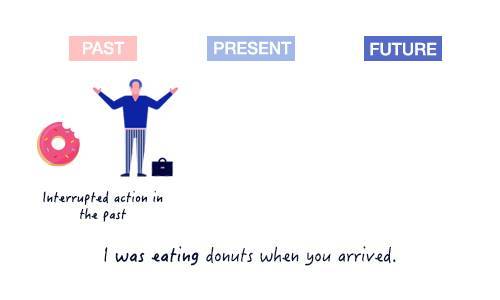 PAST PRESENT FUTURE
Interrupted action in
the past
I was eating donuts when you arrived.